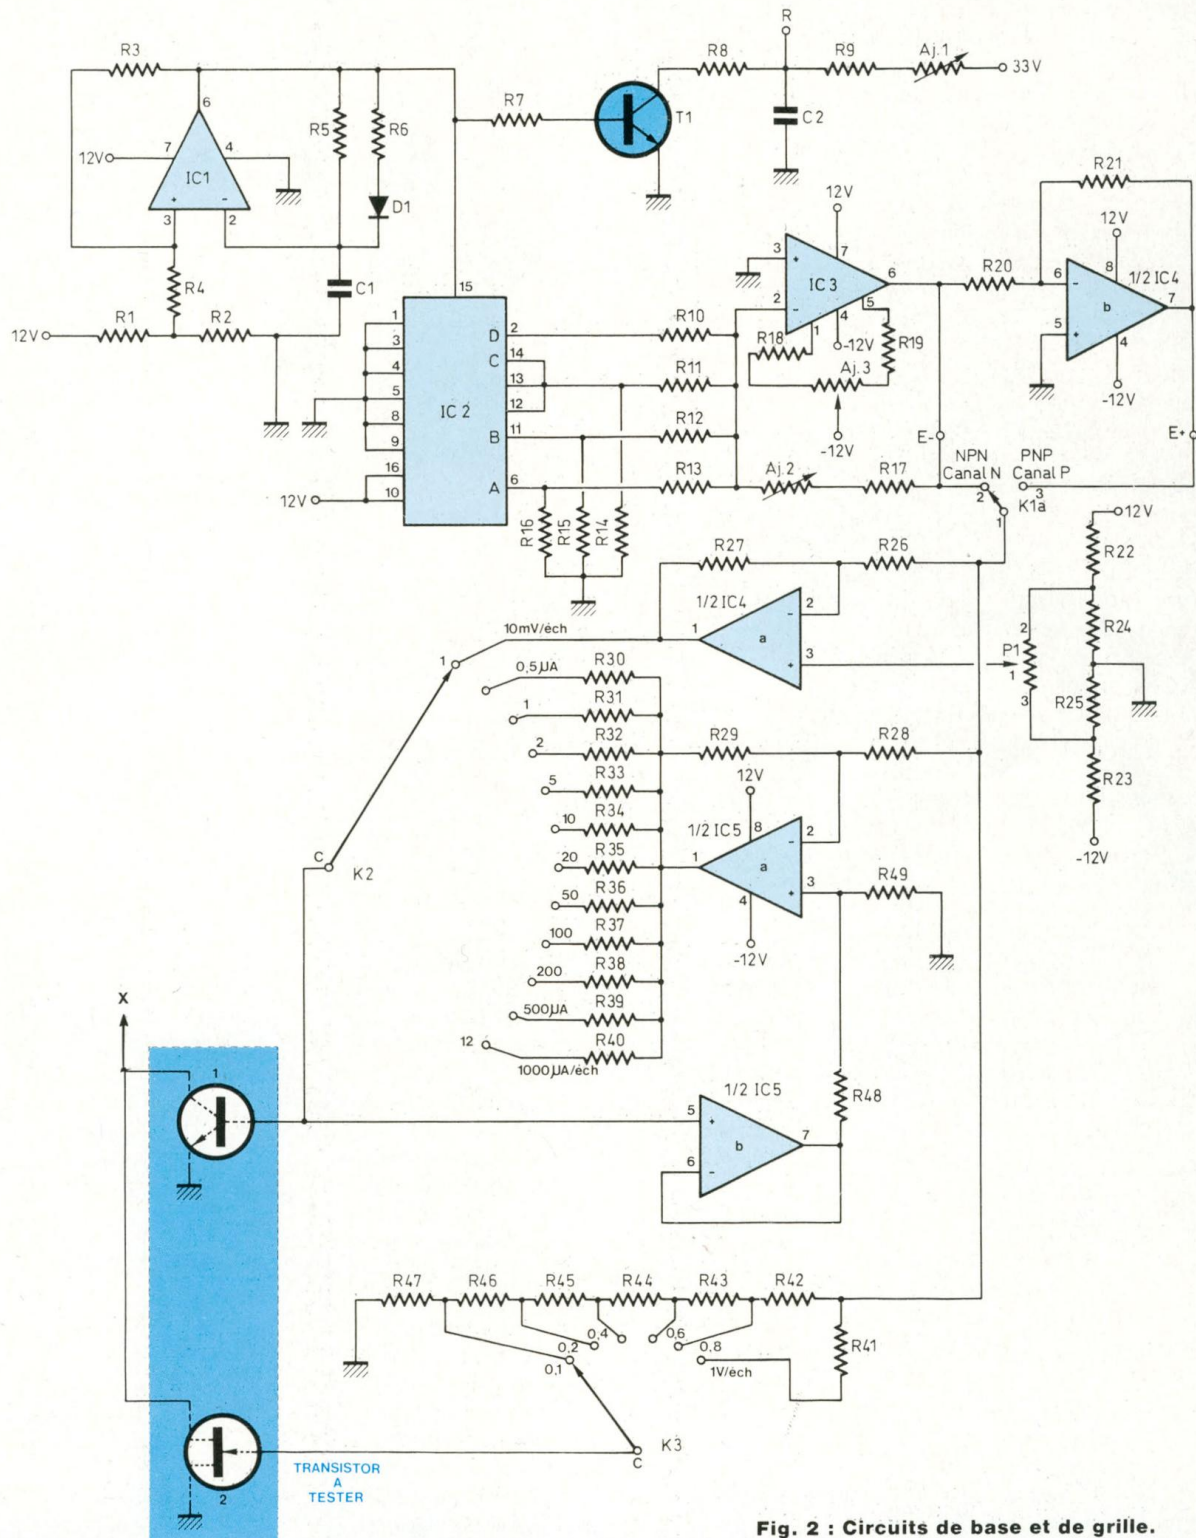 R
R3
R8
R9
Aj.1
33V
6
R7
T1
C2
R5
R6
12V
7
4
IC1
+
-
3
2
D1
R21
12V
12V
3
+
7
IC3
6
R20
6
-
8
1/2 IC4
b
7
5
+
4
-12V
R4
C1
15
2
-
5
1
4
-12V
R18
R19
Aj.3
-12V
12V
R1
R2
1
3
4
5
8
9
16
10
12V
IC2
D
2
C
14
13
12
B
11
A
6
R10
R11
R12
R13
Aj.2
R17
E-
E+
NPN
Canal N
2
PNP
Canal P
3
K1a
1
R16
R15
R14
12V
R22
R27
R26
1/2 IC4
2
-
1
a
3
+
2
P1
1
3
R24
R25
R23
-12V
10mV/éch
1
0,5µA
R30
1
R31
2
R32
R29
R28
5
R33
12V
10
R34
1/2 IC5
8
2
-
20
R35
1
a
C
K2
50
R36
4
3
+
R49
100
R37
-12V
200
R38
500µA
R39
12
R40
1000µA/éch
X
1
1/2 IC5
R48
5
+
b
7
6
-
R47
R46
R45
R44
R43
R42
0,1
0,2
0,4
0,6
0,8
1V/éch
R41
K3
C
2
TRANSISTOR
A
TESTER
Fig. 2 : Circuits de base et de grille.